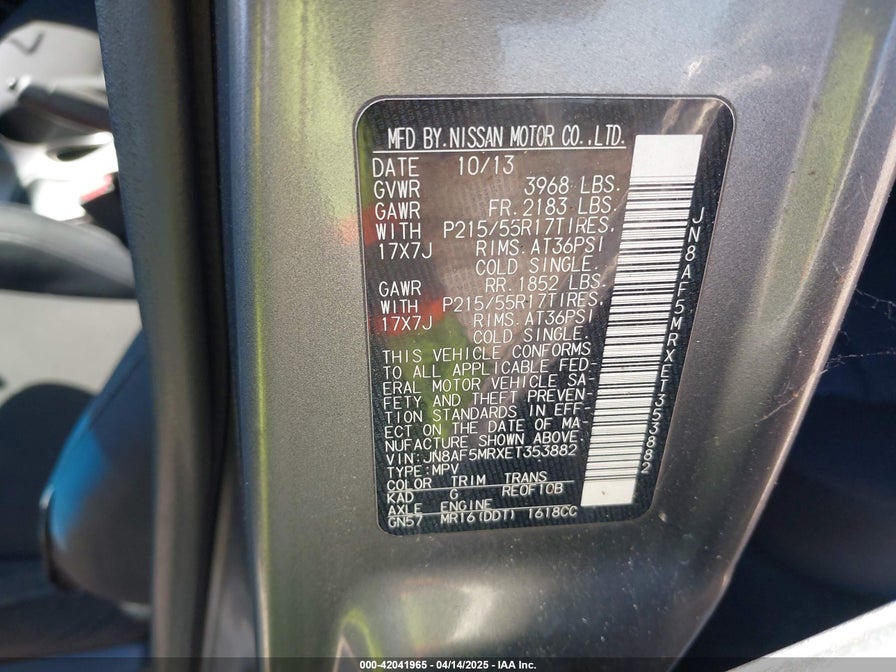 MFD BY.NISSAN MOTOR CO.,LTD.
DATE 10/13
GVWR 3968 LBS.
GAWR FR. 2183 LBS.
WITH P215/55R17TIRES,
17X7J RIMS. AT36PSI
COLD SINGLE.
GAWR RR. 1852 LBS.
WITH P215/55R17TIRES,
17X7J RIMS. AT36PSI
COLD SINGLE.
THIS VEHICLE CONFORMS
TO ALL APPLICABLE FED-
ERAL MOTOR VEHICLE SA-
FETY AND THEFT PREVEN-
TION STANDARDS IN EFF-
ECT ON THE DATE OF MA-
NUFACTURE SHOWN ABOVE.
VIN: JN8AF5MRXET353882
TYPE: MPV
COLOR TRIM TRANS
KAD G RE0F10B
AXLE ENGINE
GN57 MR16(DDT) 1618CC
JN8AF5MRXET353882
000-42041965 - 04/14/2025 - IAA Inc.